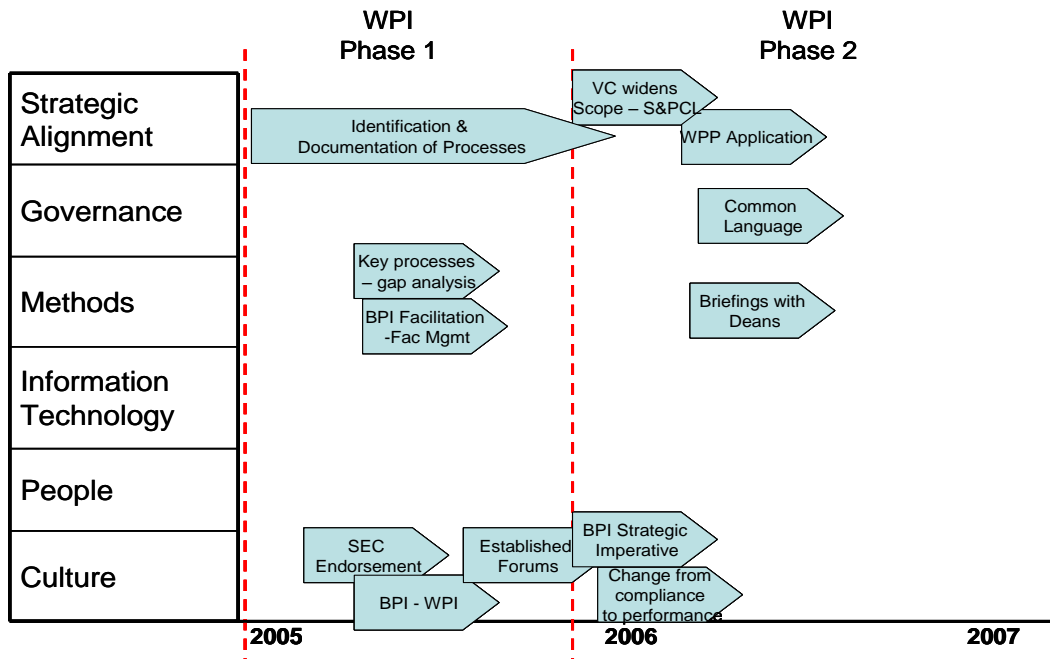 WPI
Phase 1
WPI
Phase 2
Strategic
Alignment
Identification &
Documentation of Processes
VC widens
Scope – S&PCL
WPP Application
Governance
Common
Language
Methods
Key processes
– gap analysis
BPI Facilitation
-Fac Mgmt
Briefings with
Deans
Information
Technology
People
Culture
SEC
Endorsement
BPI - WPI
Established
Forums
BPI Strategic
Imperative
Change from
compliance
to performance
2005
2006
2007